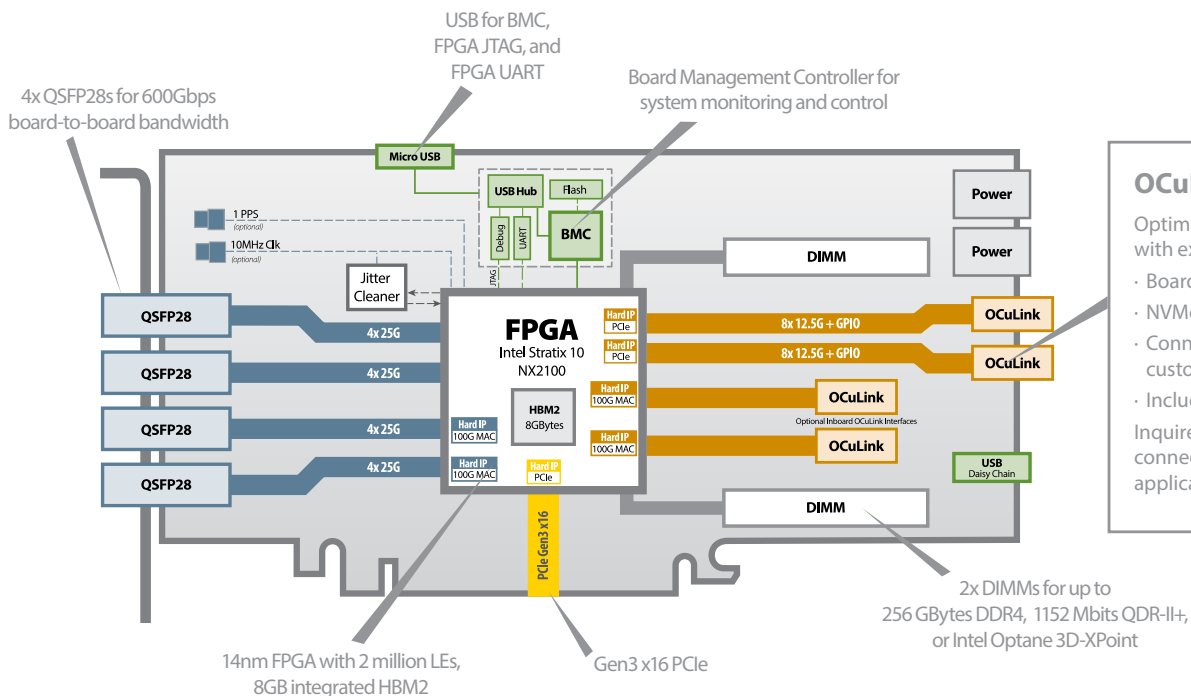 USB for BMC,
FPGA JTAG, and
FPGA UART
Board Management Controller for
system monitoring and control
4x QSFP28s for 600Gbps
board-to-board bandwidth
Micro USB
USB Hub
Flash
Debug
UART
BMC
JTAG
1 PPS
(optional)
10MHz Clk
(optional)
Jitter
Cleaner
Power
Power
DIMM
QSFP28
4x 25G
QSFP28
4x 25G
QSFP28
4x 25G
QSFP28
4x 25G
FPGA
Intel Stratix 10
NX2100
HBM2
8GBytes
Hard IP
PCIe
Hard IP
PCIe
Hard IP
100G MAC
Hard IP
100G MAC
Hard IP
100G MAC
Hard IP
100G MAC
Hard IP
PCIe
8x 12.5G + GPIO
OCuLink
8x 12.5G + GPIO
OCuLink
OCuLink
Optional Inboard OCuLink Interfaces
OCuLink
USB
Daisy Chain
DIMM
PCIe Gen3 x16
2x DIMMs for up to
256 GBytes DDR4, 1152 Mbits QDR-II+,
or Intel Optane 3D-XPoint
14nm FPGA with 2 million LEs,
8GB integrated HBM2
Gen3 x16 PCIe
with
· Board
Inquire